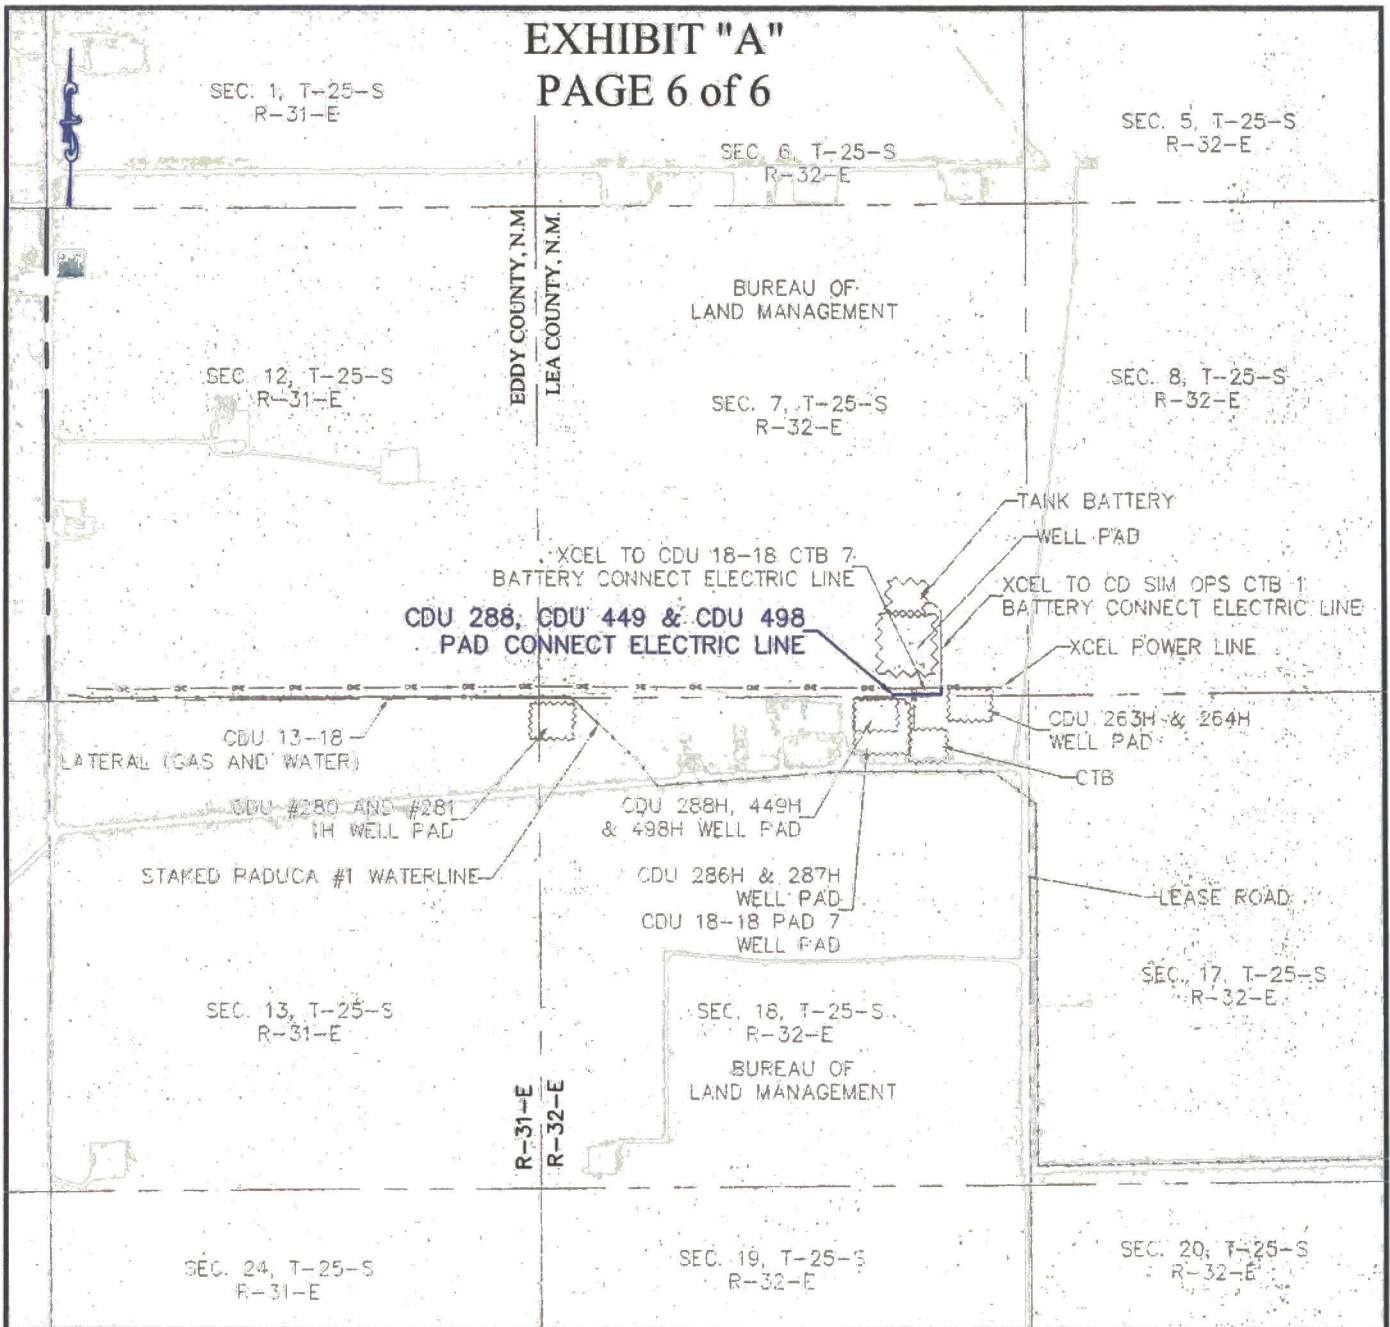 EXHIBIT "A"
PAGE 6 of 6
SEC. 1, T-25-S
R-31-E
SEC. 6, T-25-S
R-32-E
SEC. 5, T-25-S
R-32-E
EDDY COUNTY, N.M.
LEA COUNTY, N.M.
BUREAU OF
LAND MANAGEMENT
SEC. 12, T-25-S
R-31-E
SEC. 7, T-25-S
R-32-E
SEC. 8, T-25-S
R-32-E
TANK BATTERY
WELL PAD
XCEL TO CDU 18-18 CTB 7
BATTERY CONNECT ELECTRIC LINE
XCEL TO CD SIM OPS CTB 1
BATTERY CONNECT ELECTRIC LINE
CDU 288, CDU 449 & CDU 498
PAD CONNECT ELECTRIC LINE
XCEL POWER LINE
CDU 13-18
LATERAL (GAS AND WATER)
CDU 263H & 264H
WELL PAD
CTB
CDU #280 AND #281
1H WELL PAD
CDU 288H, 449H
& 498H WELL PAD
STAKED PADUCA #1 WATERLINE
CDU 286H & 287H
WELL PAD
CDU 18-18 PAD 7
WELL PAD
LEASE ROAD
SEC. 17, T-25-S
R-32-E
SEC. 13, T-25-S
R-31-E
SEC. 18, T-25-S
R-32-E
BUREAU OF
LAND MANAGEMENT
R-31-E
R-32-E
SEC. 24, T-25-S
R-31-E
SEC. 19, T-25-S
R-32-E
SEC. 20, T-25-S
R-32-E